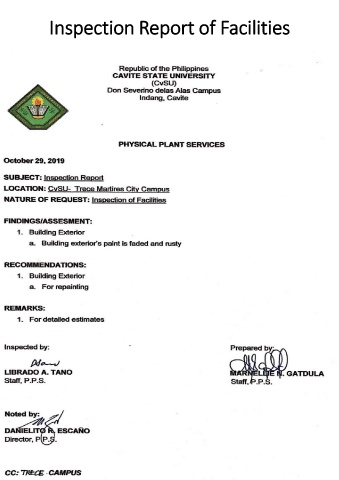 Inspection Report of Facilities
Republic of the Philippines
CAVITE STATE UNIVERSITY
(CvSU)
Don Severino delas Alas Campus
Indang, Cavite
PHYSICAL PLANT SERVICES
October 29, 2019
SUBJECT: Inspection Report
LOCATION: CvSU- Trece Martires City Campus
NATURE OF REQUEST: Inspection of Facilities
FINDINGS/ASSESMENT:
1. Building Exterior
a. Building exterior's paint is faded and rusty
RECOMMENDATIONS:
1. Building Exterior
a. For repainting
REMARKS:
1. For detailed estimates
Inspected by:
LIBRADO A. TANO
Staff, P.P.S.
Prepared by:
MARNELLIE N. GATDULA
Staff, P.P.S.
Noted by:
DANIELITO R. ESCAÑO
Director, P.P.S.
CC: TRECE - CAMPUS